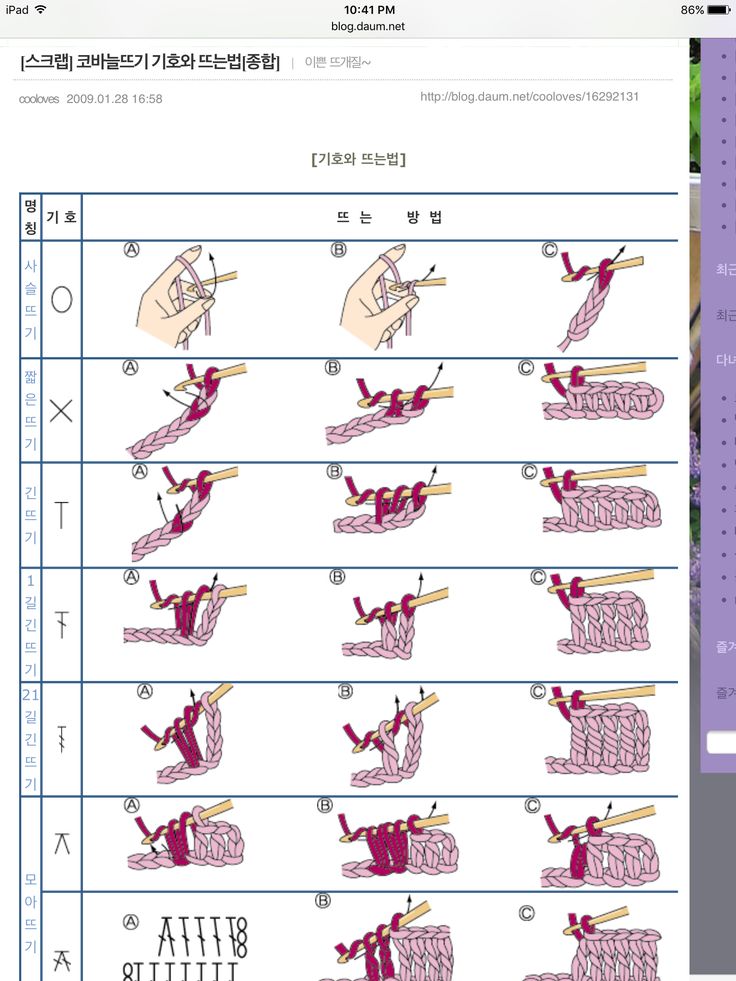 iPad 10:41 PM 86%
blog.daum.net
[스크랩] 코바늘뜨기 기호와 뜨는법[종합] | 이쁜 뜨개질~
cooloves 2009.01.28 16:58 http://blog.daum.net/cooloves/16292131
[기호와 뜨는법]
명칭 기호 뜨는 방법
사슬뜨기 A B C
짧은뜨기 A B C
긴뜨기 A B C
1길긴뜨기 A B C
21길긴뜨기 A B C
모아뜨기 A B C
A B C
최근
최근
다녀
즐겨
즐겨